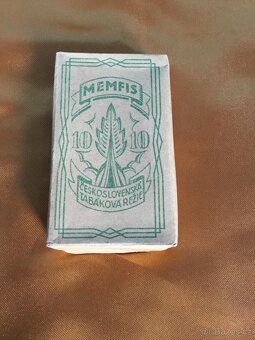 MEMFIS
10 10
ČESKOSLOVENSKÁ
TABÁKOVÁ REŽIE